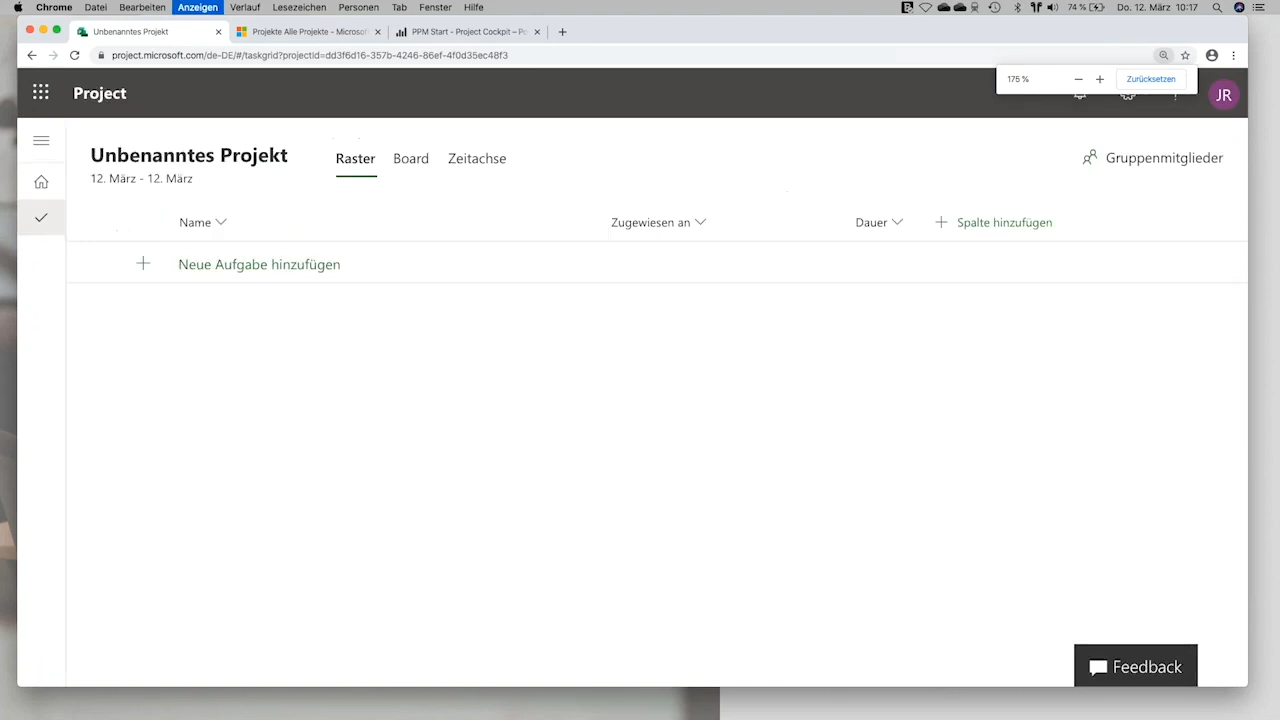 Chrome Datei Bearbeiten Anzeigen Verlauf Lesezeichen Personen Tab Fenster Hilfe 74 % Do. 12. März 10:17
Unbenanntes Projekt Projekte Alle Projekte - Microsof PPM Start - Project Cockpit – Po
project.microsoft.com/de-DE/#/taskgrid?projectId=dd3f6d16-357b-4246-86ef-4f0d35ec48f3
175 % Zurücksetzen
Project JR
Unbenanntes Projekt Raster Board Zeitachse Gruppenmitglieder
12. März - 12. März
Name Zugewiesen an Dauer Spalte hinzufügen
Neue Aufgabe hinzufügen
Feedback